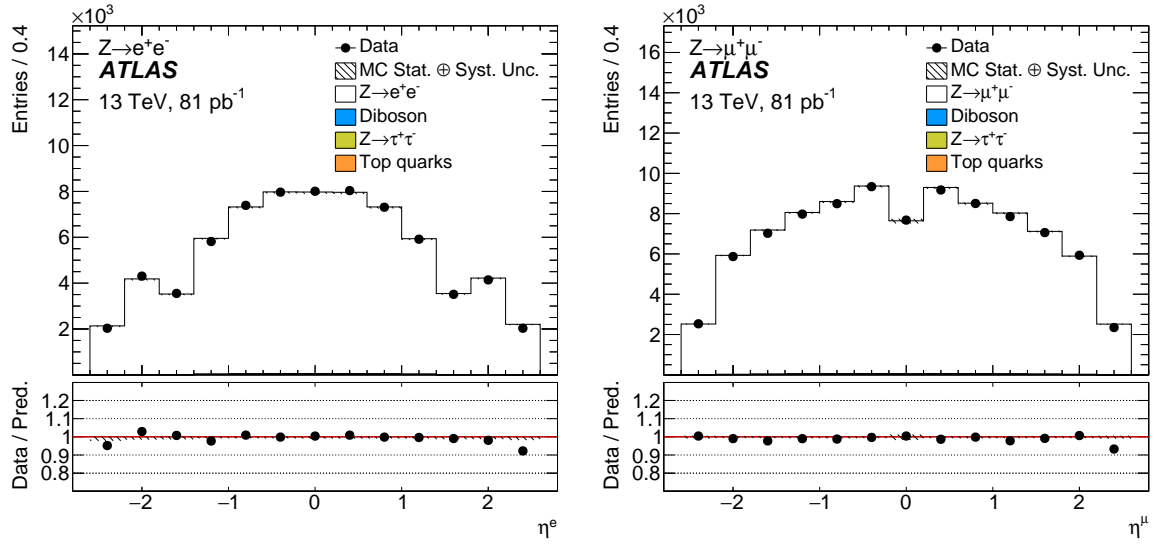 ×10³
Entries / 0.4
Z→e⁺e⁻
ATLAS
13 TeV, 81 pb⁻¹
Data
MC Stat. ⊕ Syst. Unc.
Z→e⁺e⁻
Diboson
Z→τ⁺τ⁻
Top quarks
14
12
10
8
6
4
2
Data / Pred.
1.2
1.1
1
0.9
0.8
−2
−1
0
1
2
ηᵉ
×10³
Entries / 0.4
Z→μ⁺μ⁻
ATLAS
13 TeV, 81 pb⁻¹
Data
MC Stat. ⊕ Syst. Unc.
Z→μ⁺μ⁻
Diboson
Z→τ⁺τ⁻
Top quarks
16
14
12
10
8
6
4
2
Data / Pred.
1.2
1.1
1
0.9
0.8
−2
−1
0
1
2
η^μ